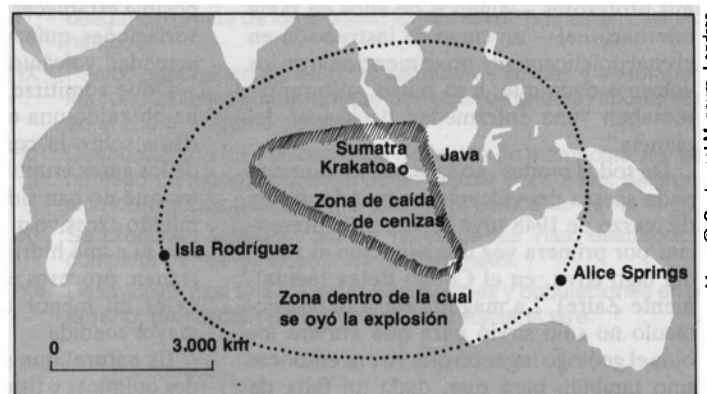 Sumatra
Krakatoa
Java
Zona de caída
de cenizas
Isla Rodríguez
Alice Springs
Zona dentro de la cual
se oyó la explosión
0 3.000 km